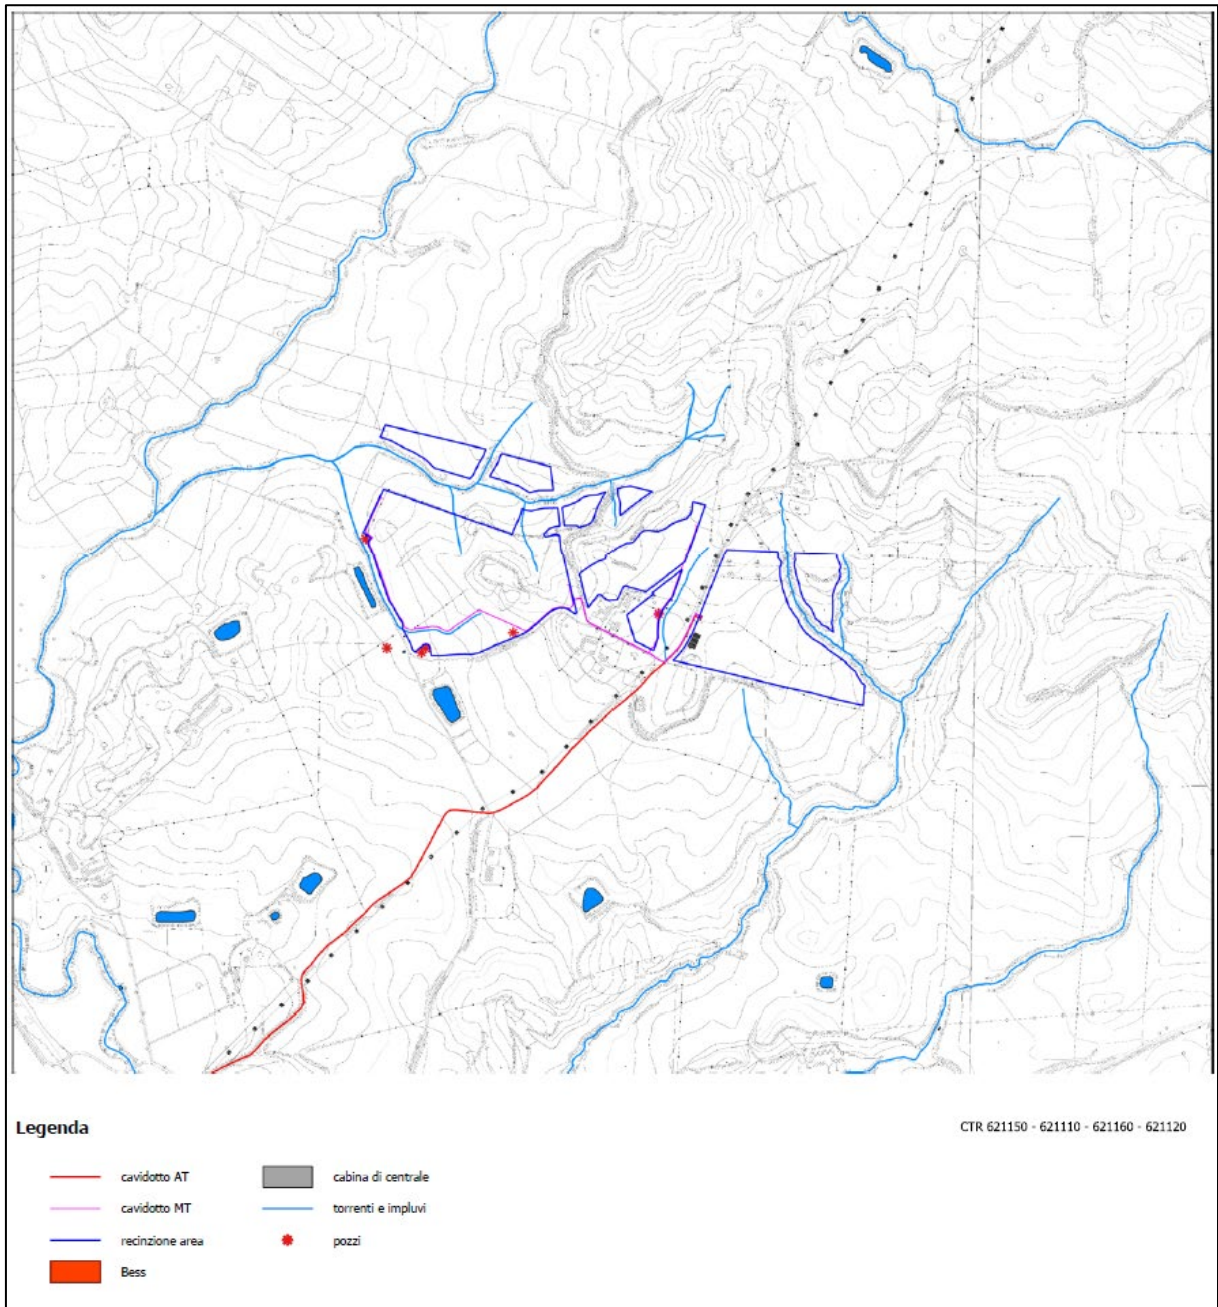 Legenda
CTR 621150 - 621110 - 621160 - 621120
cavidotto AT
cabina di centrale
cavidotto MT
torrenti e impluvi
recinzione area
pozzi
Bess